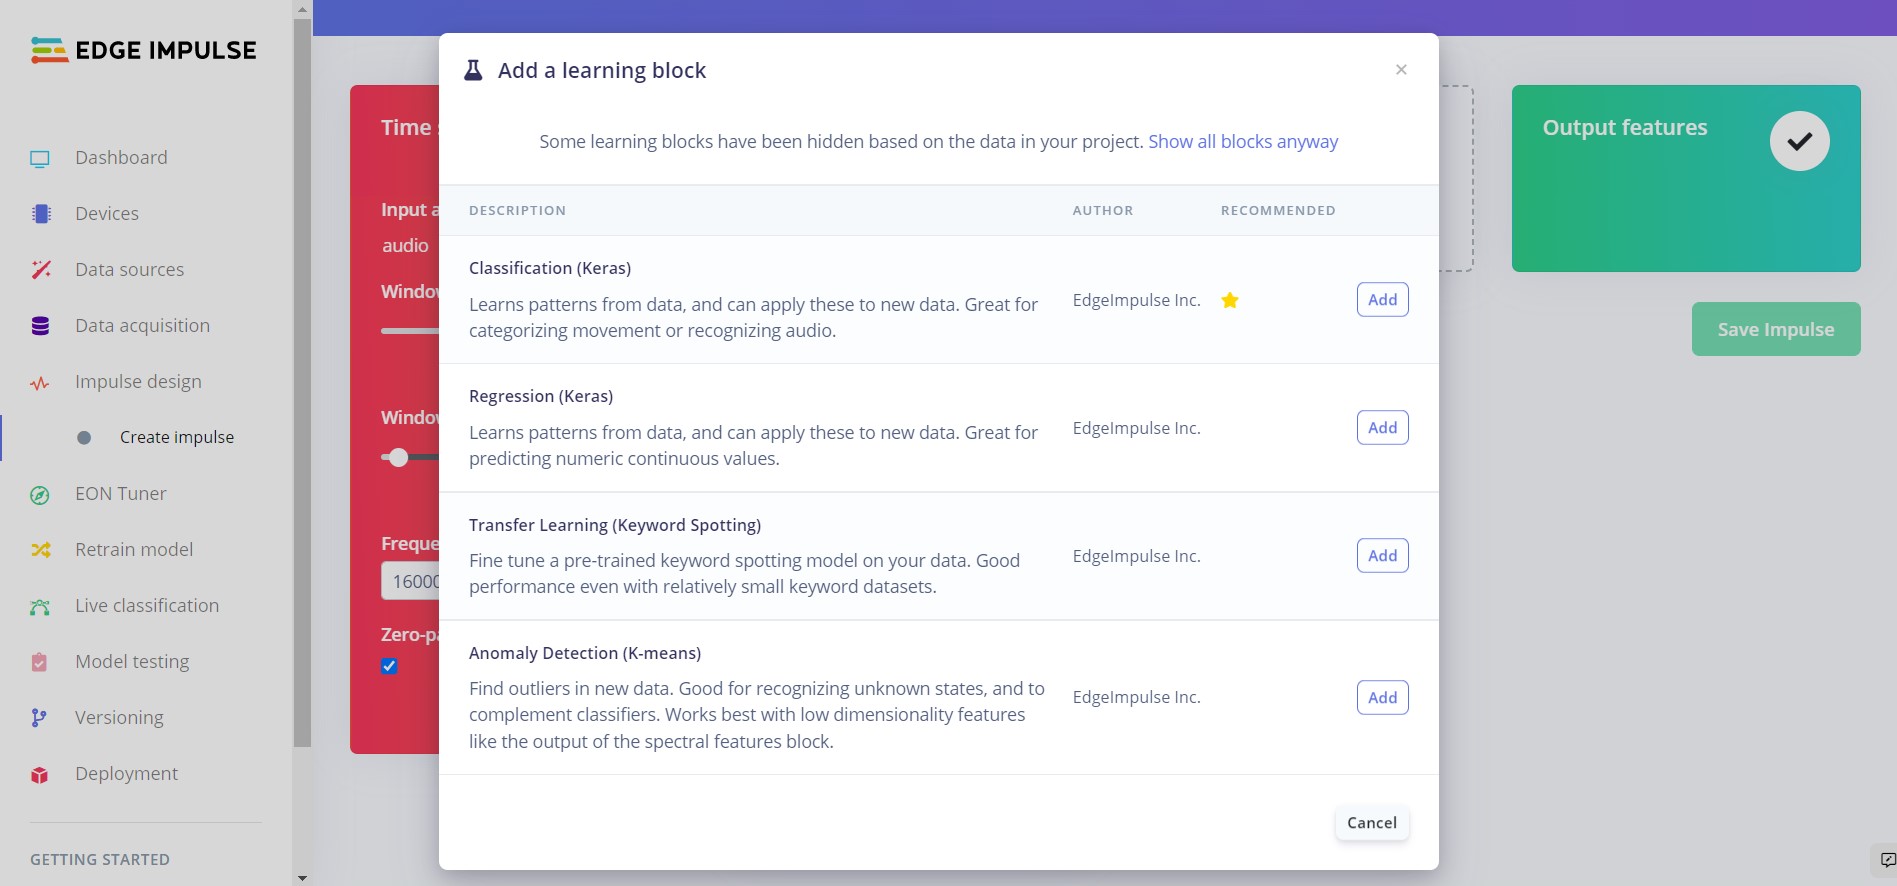 EDGE IMPULSE
Dashboard
Devices
Data sources
Data acquisition
Impulse design
Create impulse
EON Tuner
Retrain model
Live classification
Model testing
Versioning
Deployment
GETTING STARTED
Time
Input a
audio
Window
Window
Freque
16000
Zero-pa
Add a learning block
×
Some learning blocks have been hidden based on the data in your project. Show all blocks anyway
DESCRIPTION AUTHOR RECOMMENDED
Classification (Keras)
Learns patterns from data, and can apply these to new data. Great for
categorizing movement or recognizing audio.
EdgeImpulse Inc.
Add
Regression (Keras)
Learns patterns from data, and can apply these to new data. Great for
predicting numeric continuous values.
EdgeImpulse Inc.
Add
Transfer Learning (Keyword Spotting)
Fine tune a pre-trained keyword spotting model on your data. Good
performance even with relatively small keyword datasets.
EdgeImpulse Inc.
Add
Anomaly Detection (K-means)
Find outliers in new data. Good for recognizing unknown states, and to
complement classifiers. Works best with low dimensionality features
like the output of the spectral features block.
EdgeImpulse Inc.
Add
Cancel
Output features
Save Impulse